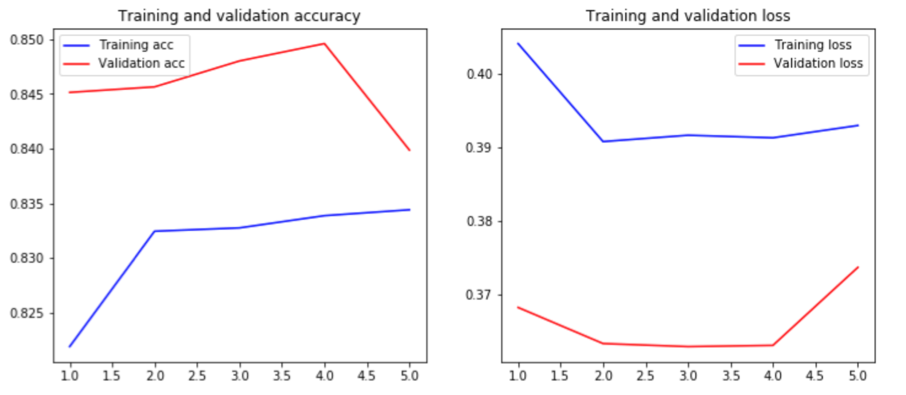 Training and validation accuracy
0.850
0.845
0.840
0.835
0.830
0.825
1.0 1.5 2.0 2.5 3.0 3.5 4.0 4.5 5.0
Training acc
Validation acc
Training and validation loss
0.40
0.39
0.38
0.37
1.0 1.5 2.0 2.5 3.0 3.5 4.0 4.5 5.0
Training loss
Validation loss